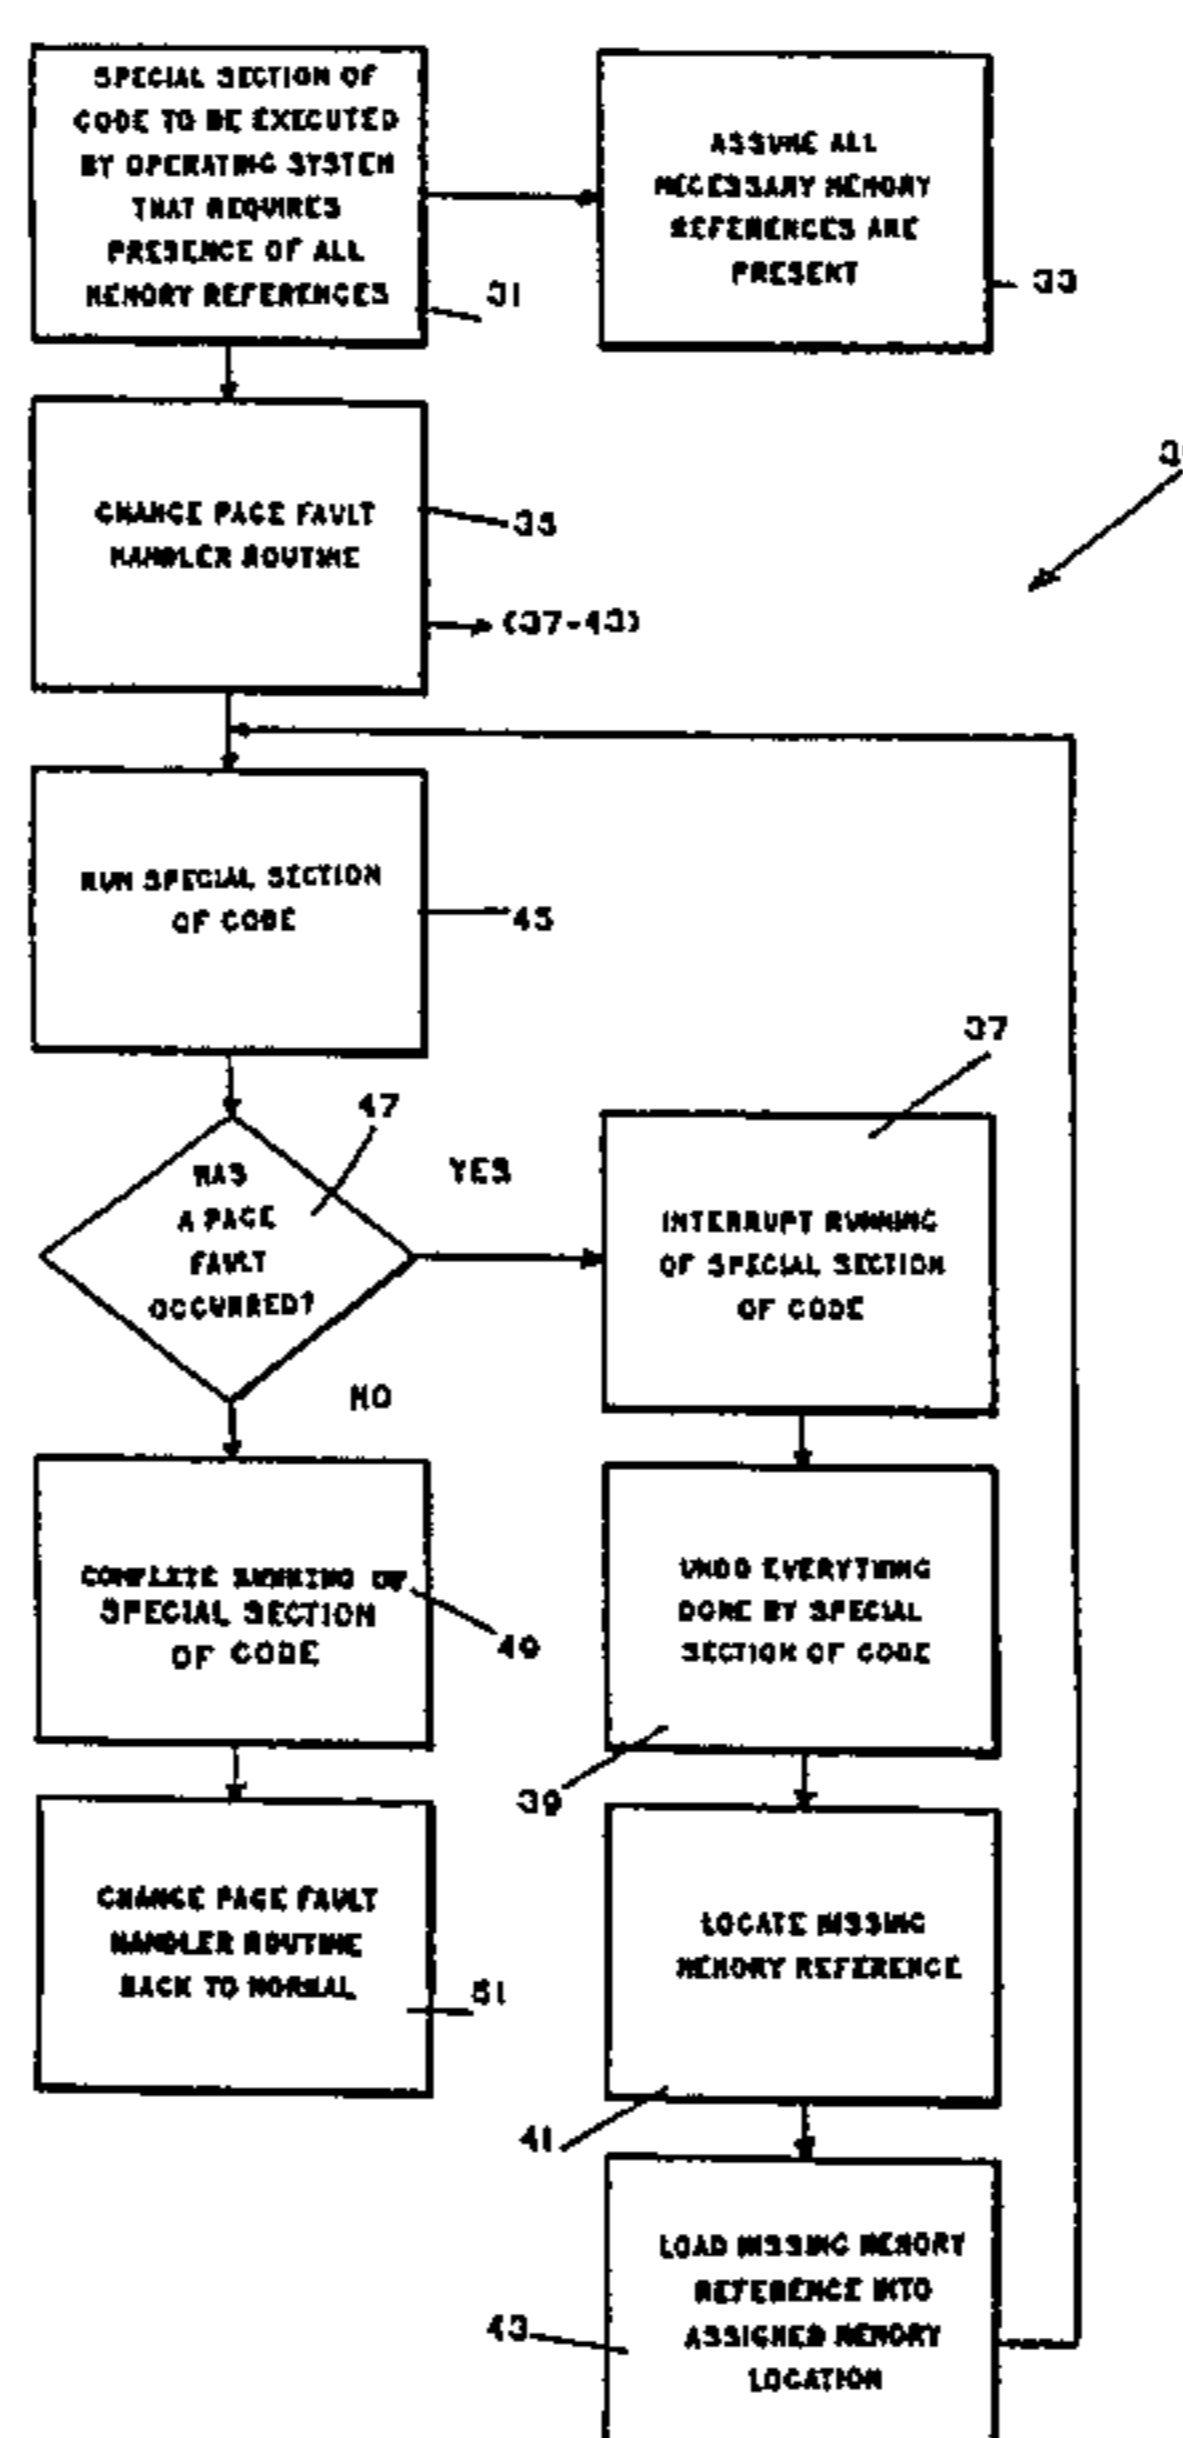 SPECIAL SECTION OF
CODE TO BE EXECUTED
BY OPERATING SYSTEM
THAT REQUIRES
PRESENCE OF ALL
MEMORY REFERENCES
31
ASSUME ALL
NECESSARY MEMORY
REFERENCES ARE
PRESENT
33
CHANGE PAGE FAULT
HANDLER ROUTINE
35
(37-43)
RUN SPECIAL SECTION
OF CODE
45
47
HAS
A PAGE
FAULT
OCCURRED?
YES
NO
37
INTERRUPT RUNNING
OF SPECIAL SECTION
OF CODE
COMPLETE RUNNING OF
SPECIAL SECTION
OF CODE
49
UNDO EVERYTHING
DONE BY SPECIAL
SECTION OF CODE
39
CHANGE PAGE FAULT
HANDLER ROUTINE
BACK TO NORMAL
51
LOCATE MISSING
MEMORY REFERENCE
41
LOAD MISSING MEMORY
REFERENCE INTO
ASSIGNED MEMORY
LOCATION
43